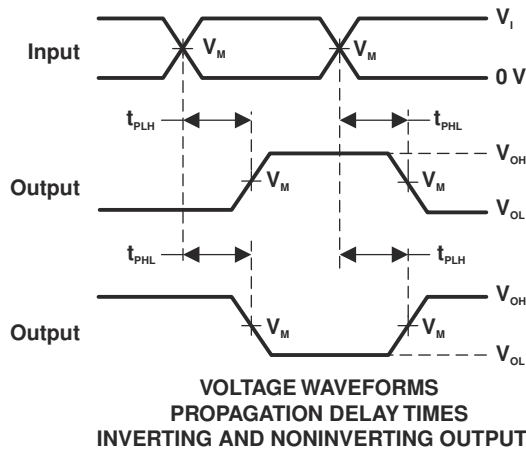 V_I
Input
V_M V_M
0 V
t_PLH t_PHL
V_OH
Output
V_M V_M
V_OL
t_PHL t_PLH
V_OH
Output
V_M V_M
V_OL
VOLTAGE WAVEFORMS
PROPAGATION DELAY TIMES
INVERTING AND NONINVERTING OUTPUT